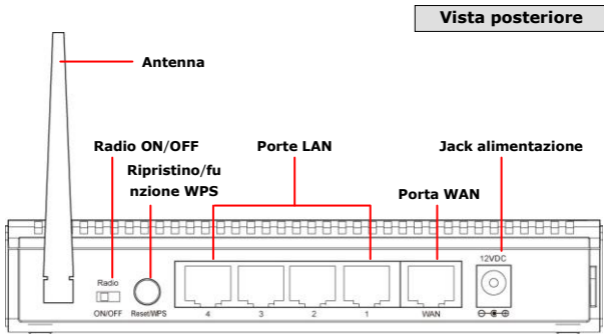 Vista posteriore
Antenna
Radio ON/OFF
Porte LAN
Jack alimentazione
Ripristino/fu
nzione WPS
Porta WAN
12VDC
Radio
ON/OFF
Reset/WPS
4
3
2
1
WAN